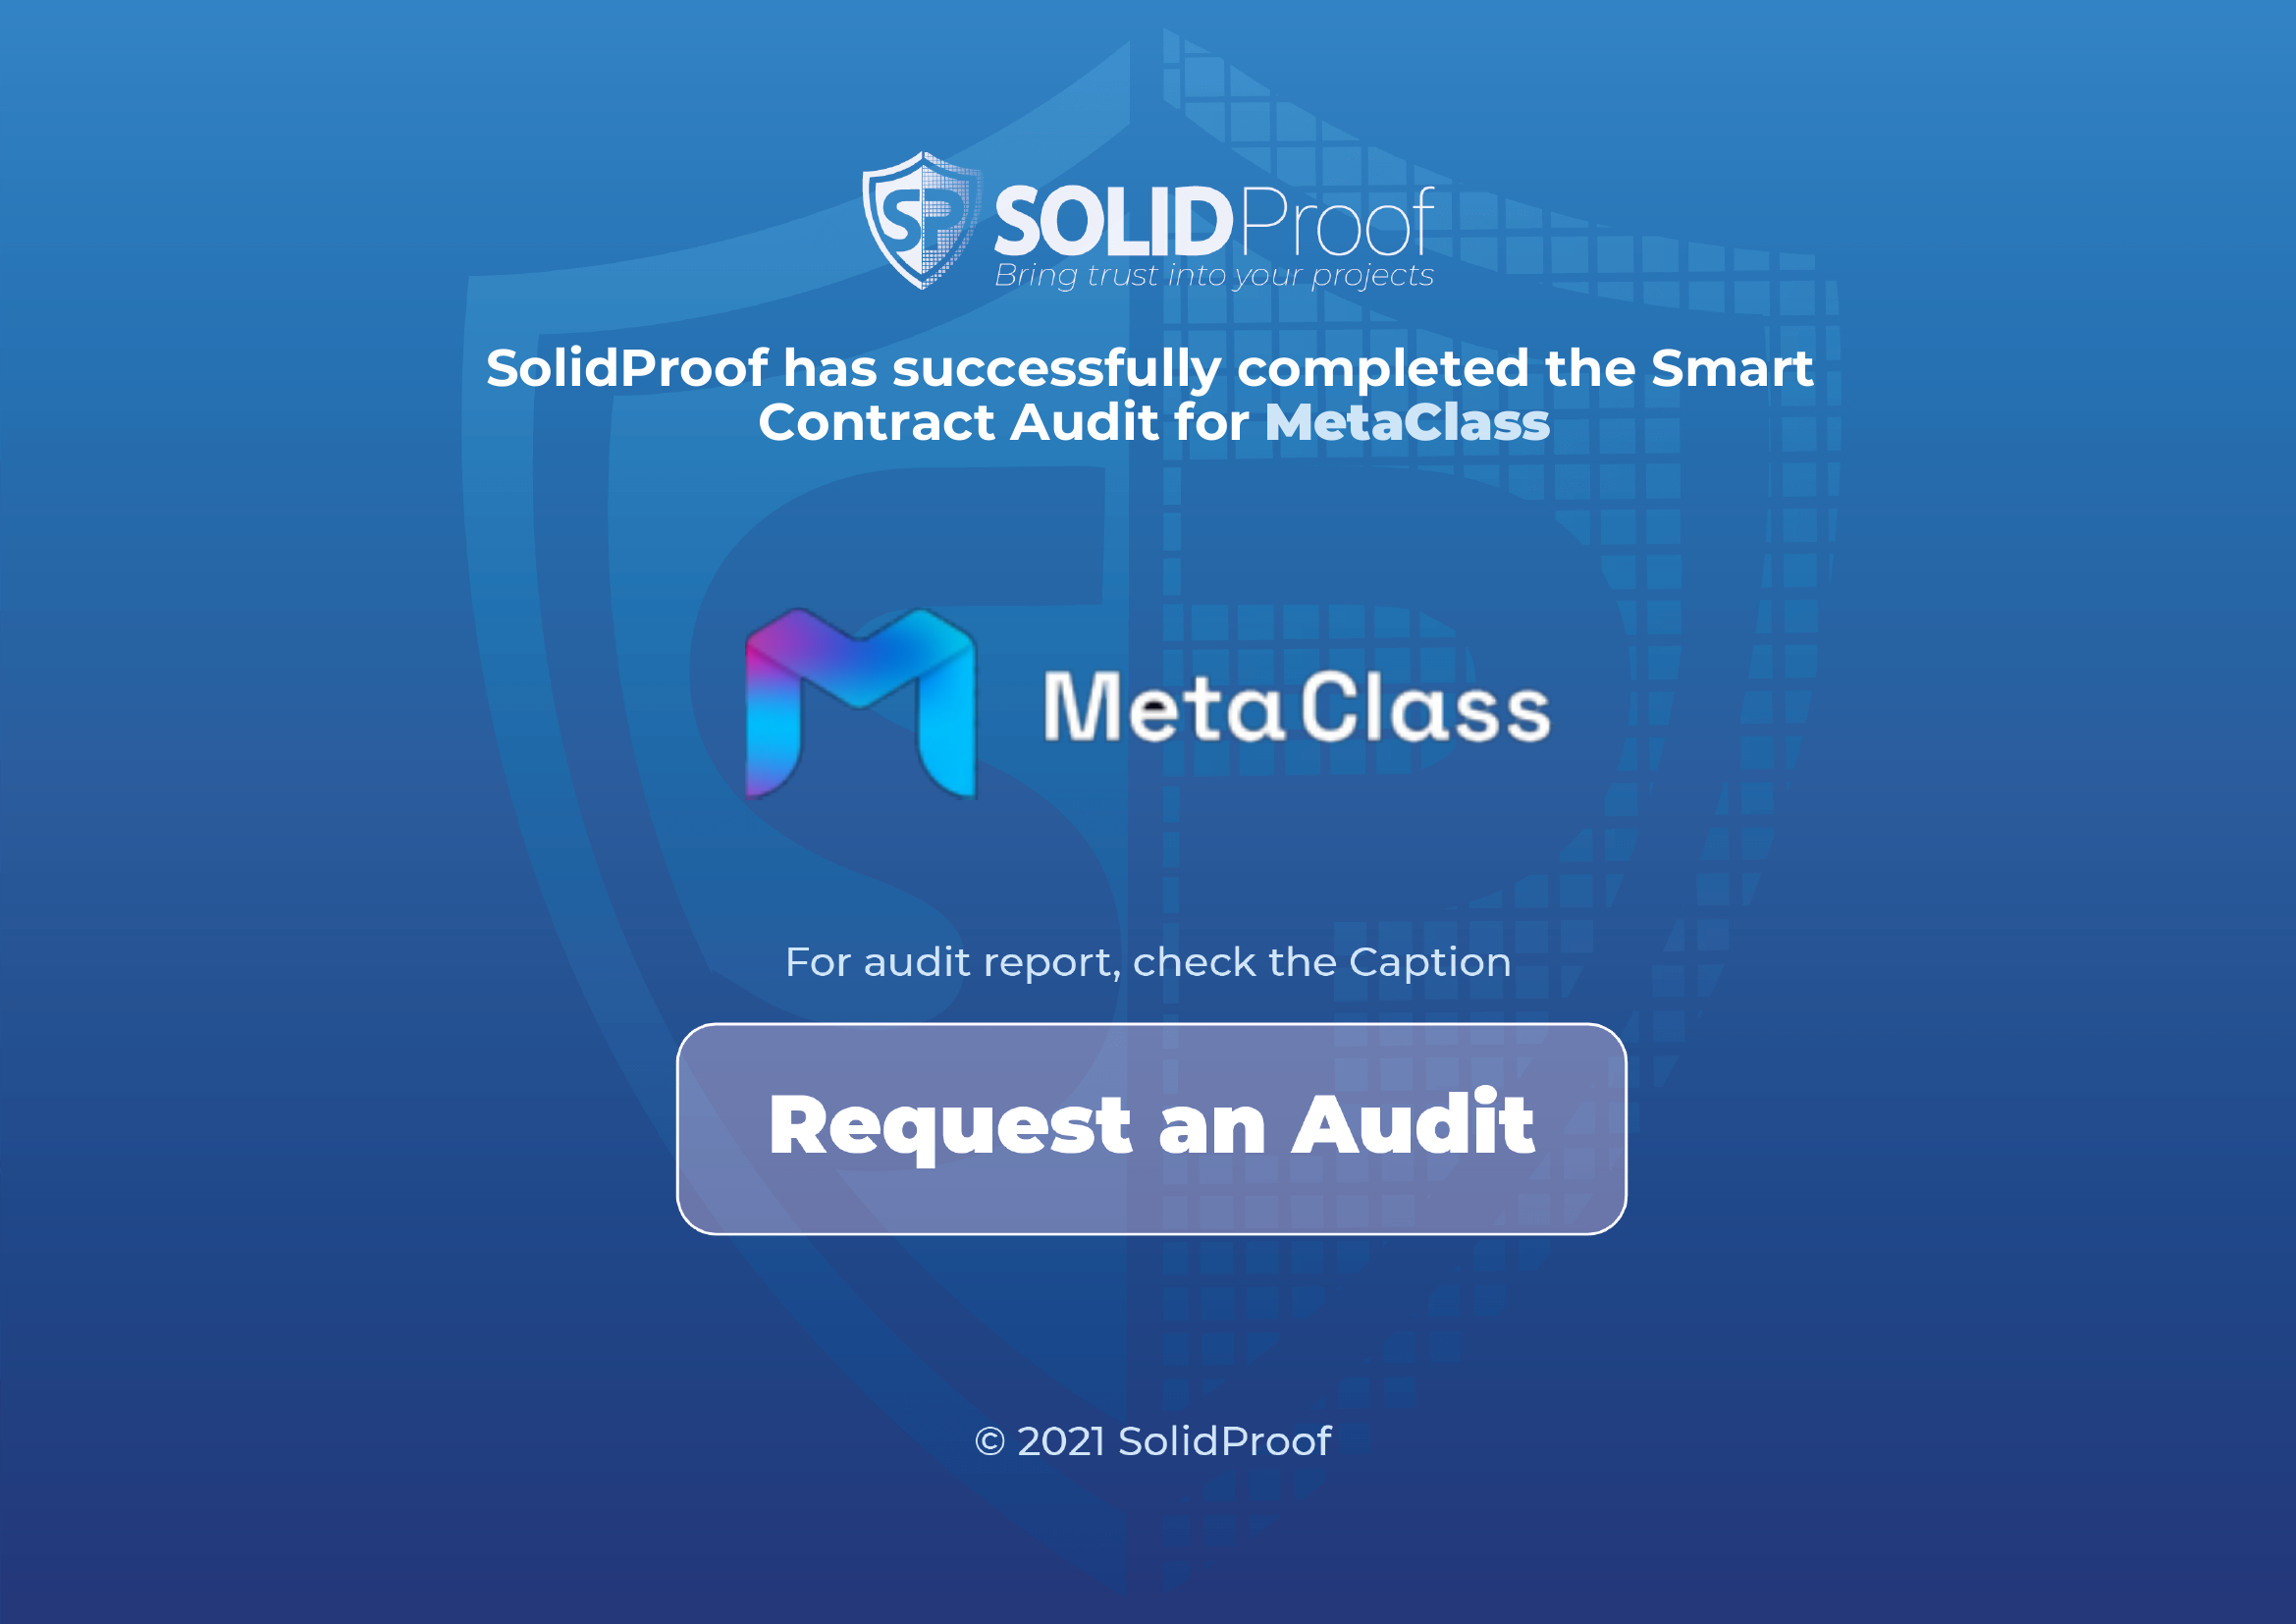 SP SOLIDProof
Bring trust into your projects
SolidProof has successfully completed the Smart
Contract Audit for MetaClass
MetaClass
For audit report, check the Caption
Request an Audit
© 2021 SolidProof